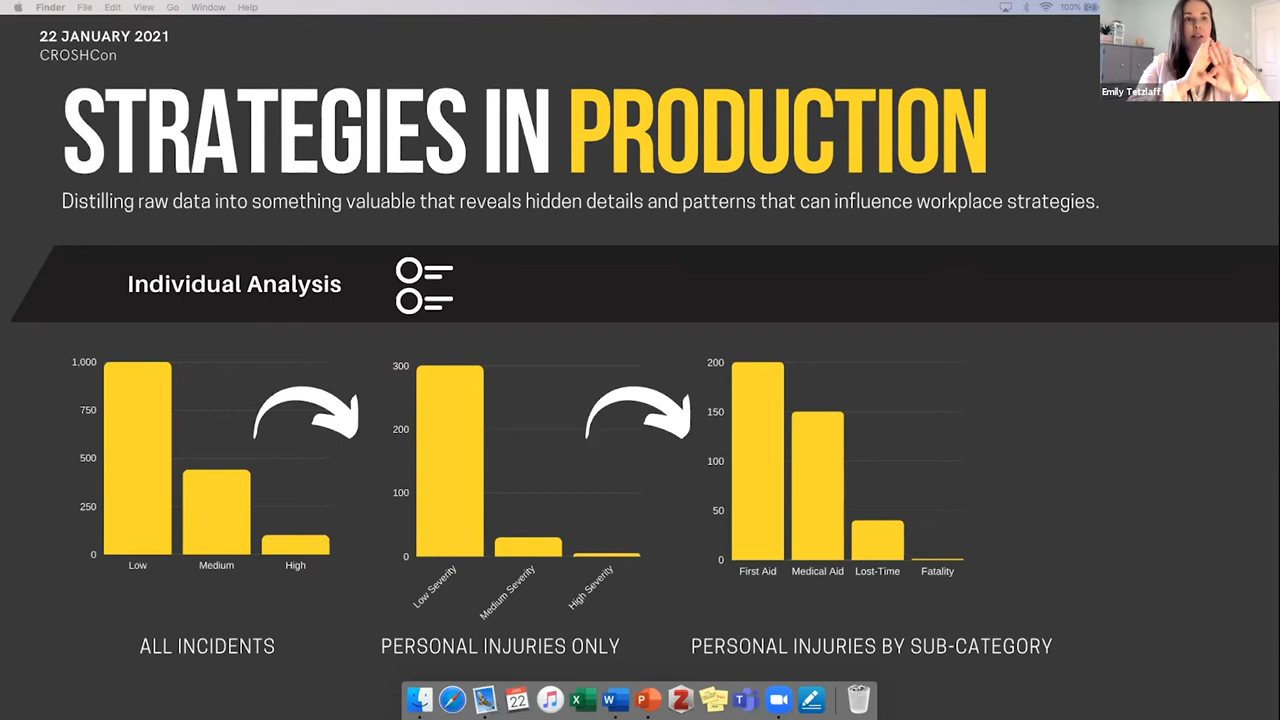 Finder File Edit View Go Window Help 100%
22 JANUARY 2021
CROSHCon
Emily Tetzlaff
STRATEGIES IN PRODUCTION
Distilling raw data into something valuable that reveals hidden details and patterns that can influence workplace strategies.
Individual Analysis
1,000
750
500
250
0
Low Medium High
300
200
100
0
Low Severity Medium Severity High Severity
200
150
100
50
0
First Aid Medical Aid Lost-Time Fatality
ALL INCIDENTS
PERSONAL INJURIES ONLY
PERSONAL INJURIES BY SUB-CATEGORY
22
X
W
P
Z
T